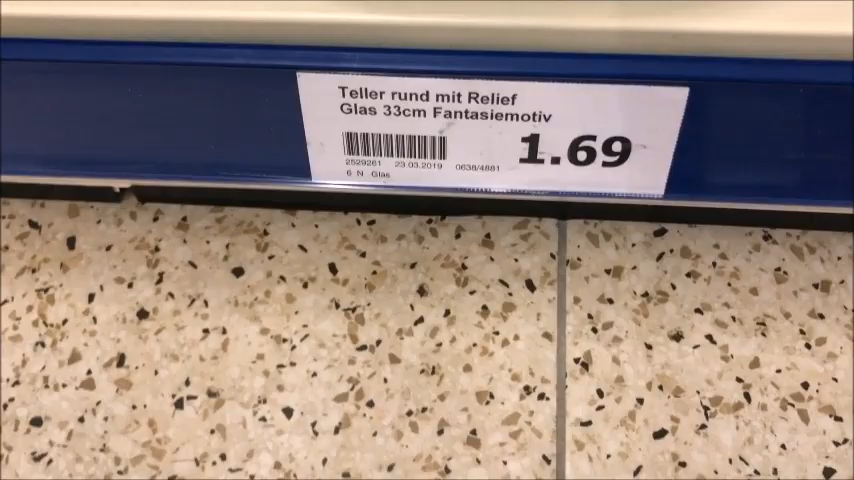 Teller rund mit Relief
Glas 33cm Fantasiemotiv
1.69
2529261 23 03.2019 0638/4881
6 N Glas